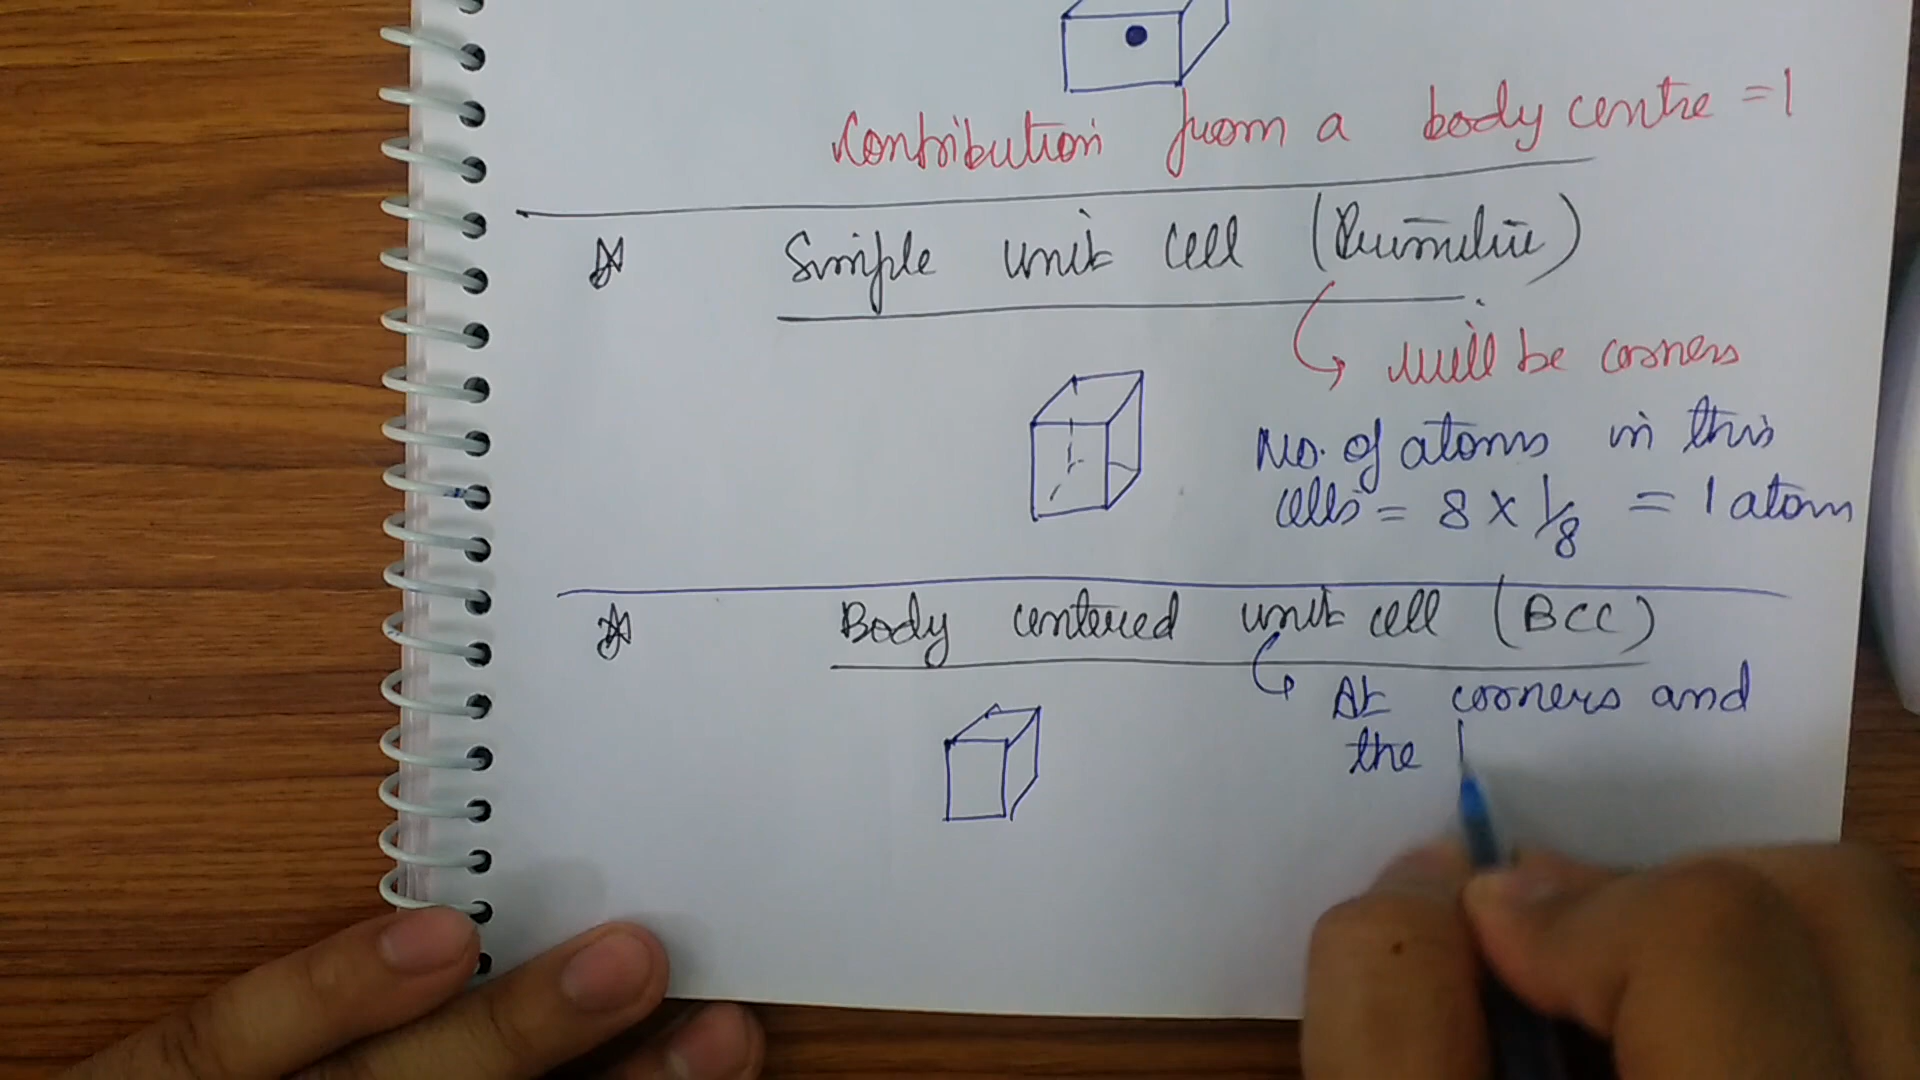 Contribution from a body centre = 1
Simple unit cell (Primitive)
will be corners
No. of atoms in this
cells = 8 x 1/8 = 1 atom
Body centered unit cell (BCC)
At corners and
the